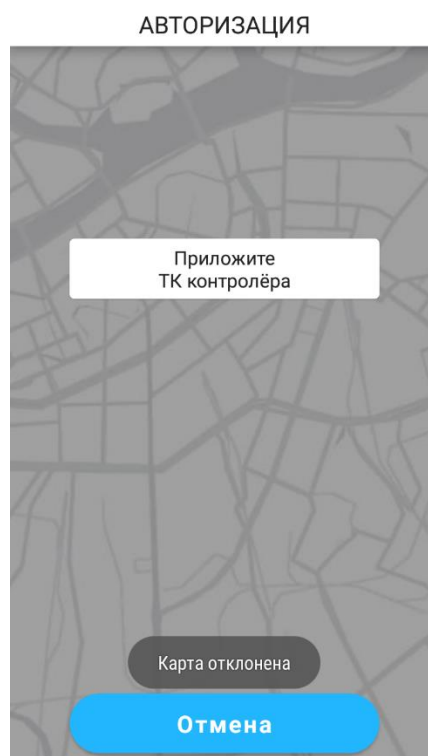 АВТОРИЗАЦИЯ
Приложите
ТК контролёра
Карта отклонена
Отмена